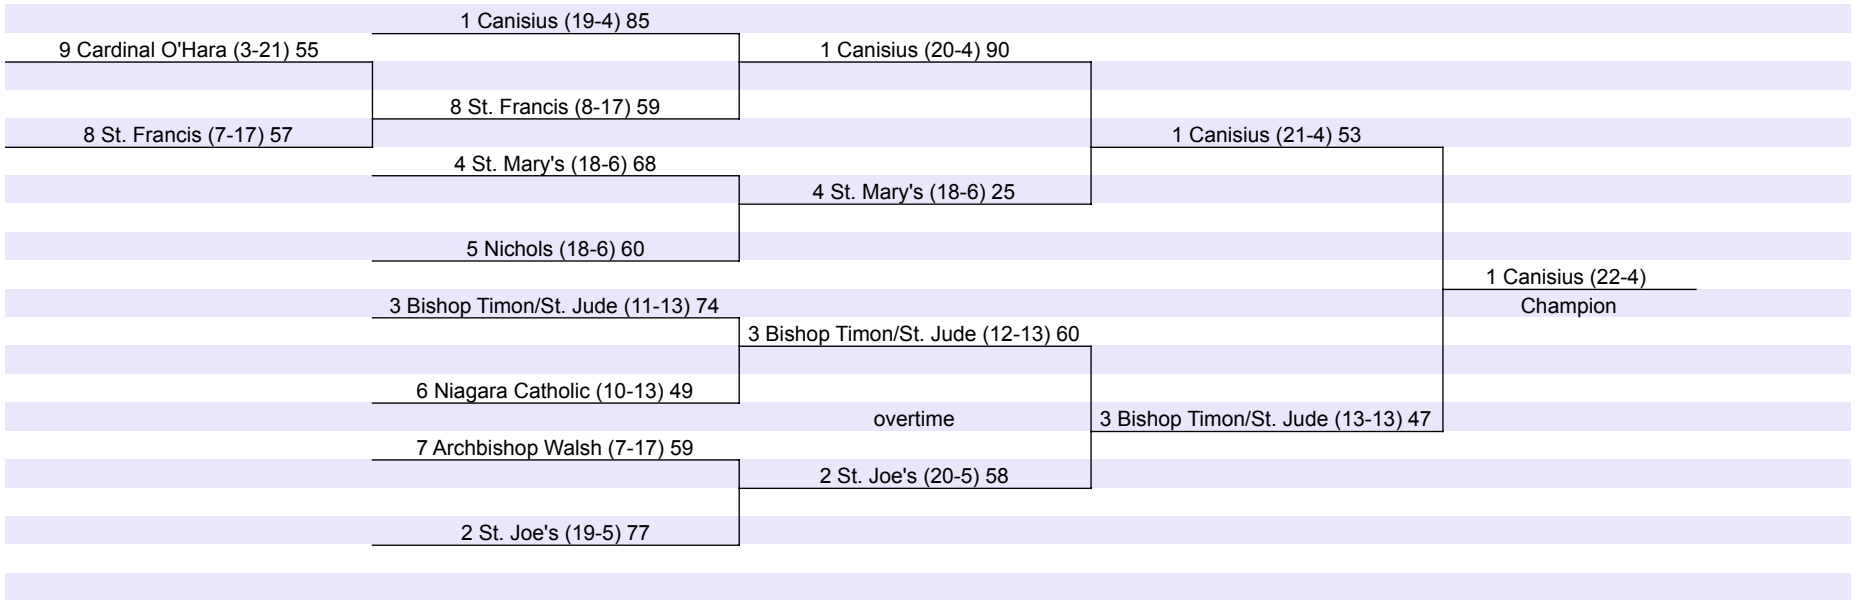 1 Canisius (19-4) 85
9 Cardinal O'Hara (3-21) 55
1 Canisius (20-4) 90
8 St. Francis (8-17) 59
8 St. Francis (7-17) 57
1 Canisius (21-4) 53
4 St. Mary's (18-6) 68
4 St. Mary's (18-6) 25
5 Nichols (18-6) 60
1 Canisius (22-4)
3 Bishop Timon/St. Jude (11-13) 74
Champion
3 Bishop Timon/St. Jude (12-13) 60
6 Niagara Catholic (10-13) 49
overtime
3 Bishop Timon/St. Jude (13-13) 47
7 Archbishop Walsh (7-17) 59
2 St. Joe's (20-5) 58
2 St. Joe's (19-5) 77